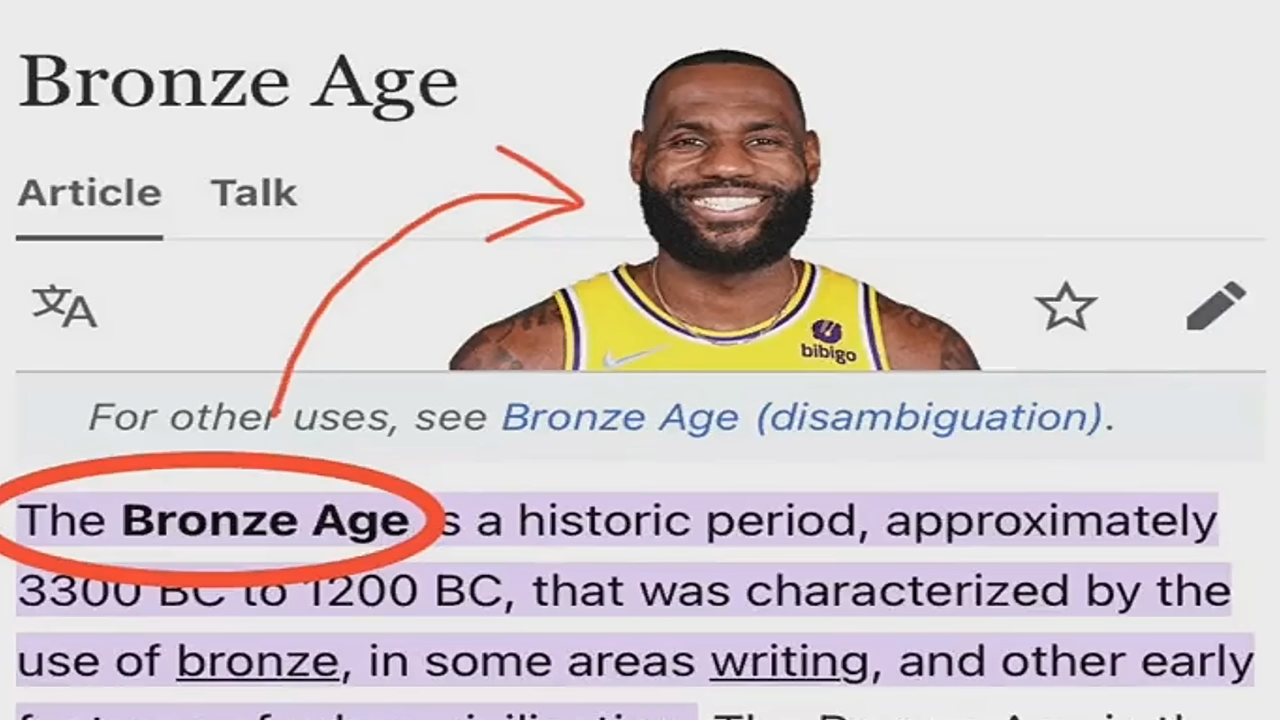 Bronze Age
Article Talk
文A
bibigo
For other uses, see Bronze Age (disambiguation).
The Bronze Age s a historic period, approximately
3300 BC to 1200 BC, that was characterized by the
use of bronze, in some areas writing, and other early